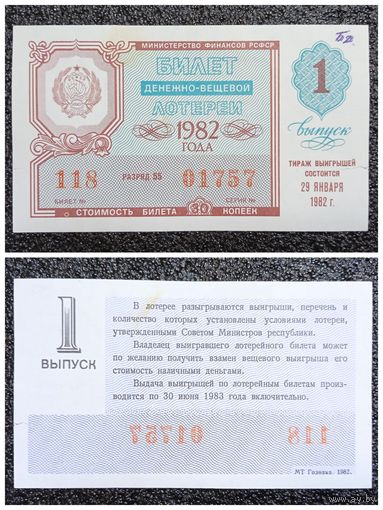 МИНИСТЕРСТВО ФИНАНСОВ РСФСР
БИЛЕТ
ДЕНЕЖНО-ВЕЩЕВОЙ
ЛОТЕРЕИ
1982
ГОДА
118 РАЗРЯД 55 01757
БИЛЕТ № СЕРИЯ №
СТОИМОСТЬ БИЛЕТА 30 КОПЕЕК
1
выпуск
ТИРАЖ ВЫИГРЫШЕЙ
СОСТОИТСЯ
29 ЯНВАРЯ
1982 г.
1
ВЫПУСК
В лотерее разыгрываются выигрыши, перечень и
количество которых установлены условиями лотереи,
утвержденными Советом Министров республики.
Владелец выигравшего лотерейного билета может
по желанию получить взамен вещевого выигрыша его
стоимость наличными деньгами.
Выдача выигрышей по лотерейным билетам произ-
водится по 30 июня 1983 года включительно.
01757 118
МТ Гознака. 1982.
ay.by